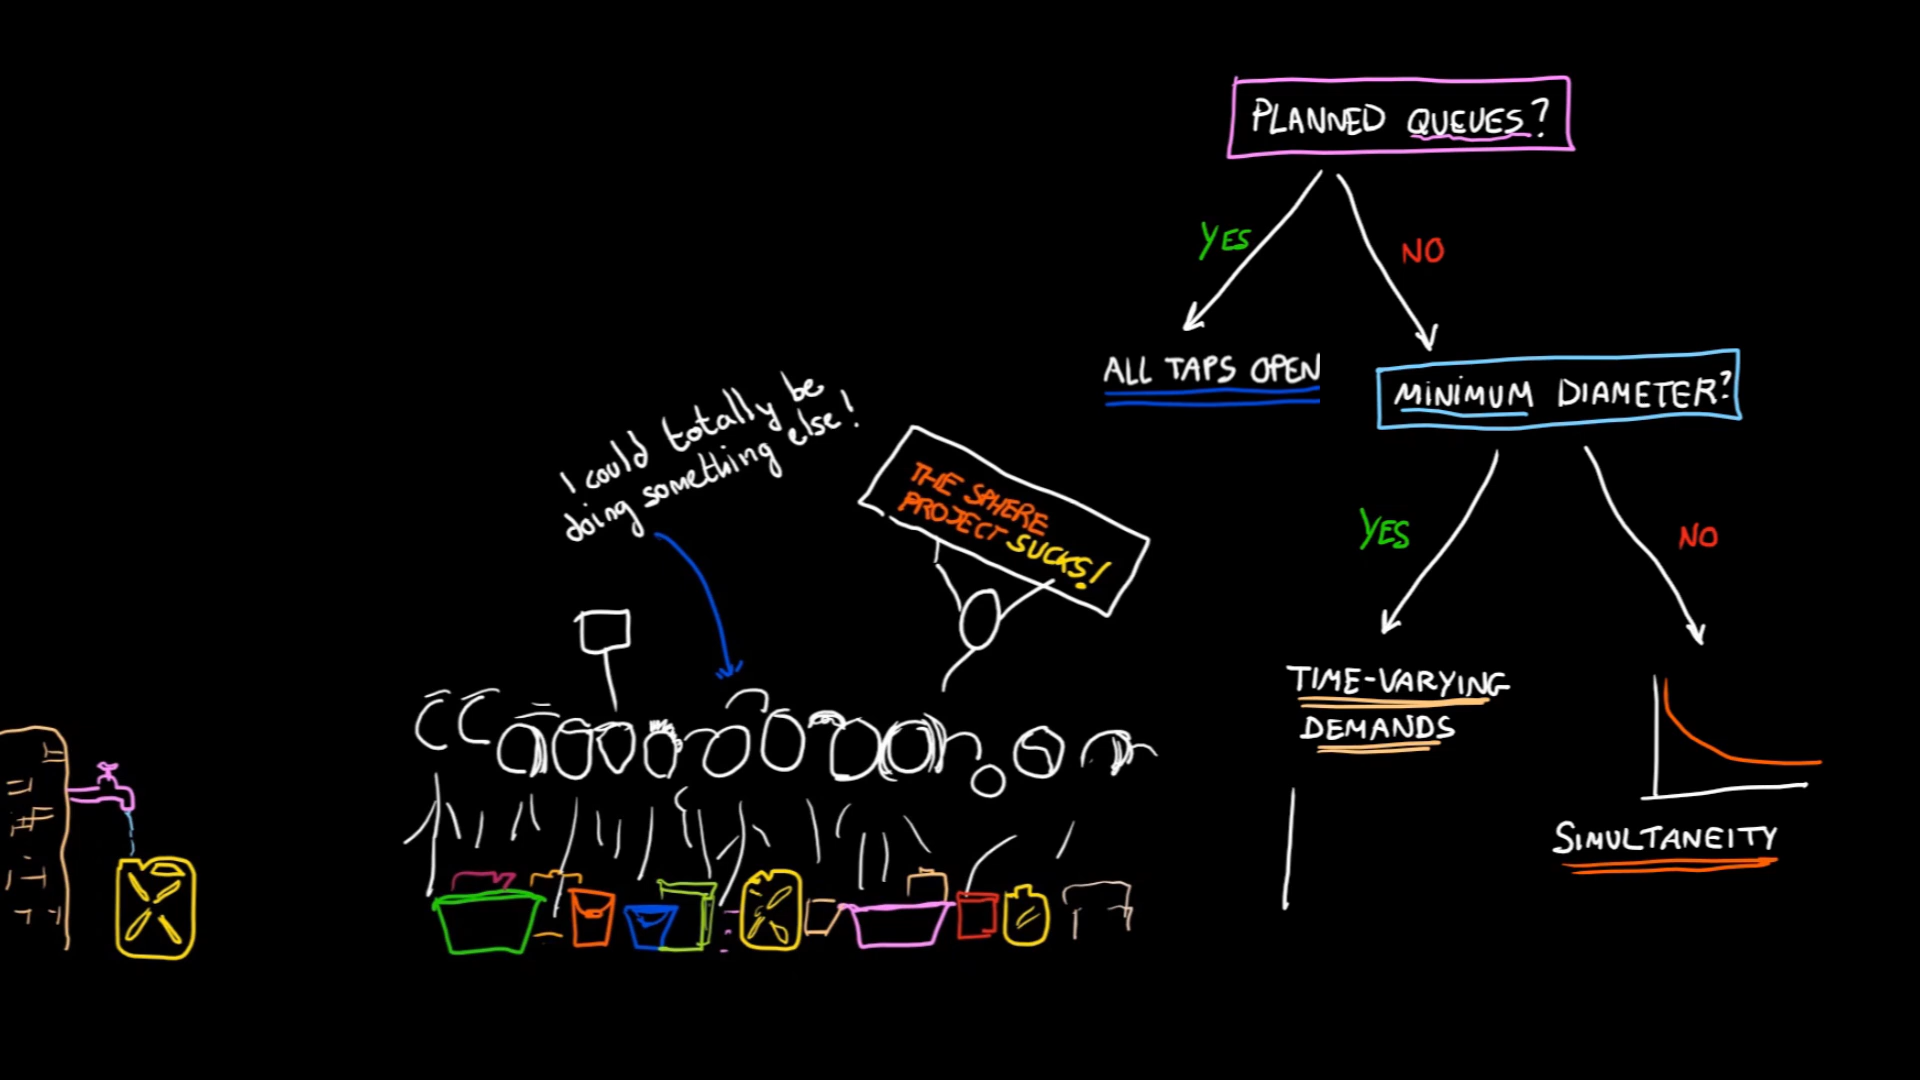 PLANNED QUEUES?
YES
NO
ALL TAPS OPEN
MINIMUM DIAMETER?
I could totally be
doing something else!
THE SPHERE
PROJECT SUCKS!
YES
NO
TIME-VARYING
DEMANDS
SIMULTANEITY